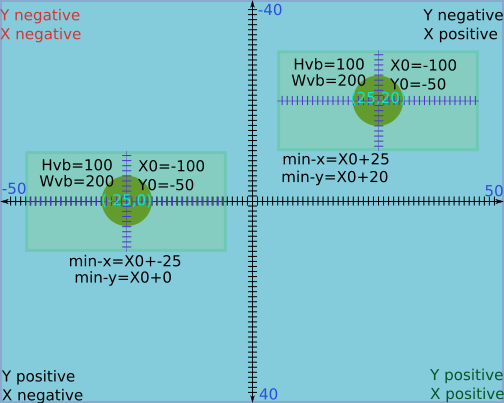 Y negative
X negative
-40
Y negative
X positive
Hvb=100
X0=-100
Wvb=200
Y0=-50
(25,20)
min-x=X0+25
min-y=X0+20
Hvb=100
X0=-100
Wvb=200
Y0=-50
(-25,0)
-50
50
min-x=X0+-25
min-y=X0+0
Y positive
X negative
40
Y positive
X positive